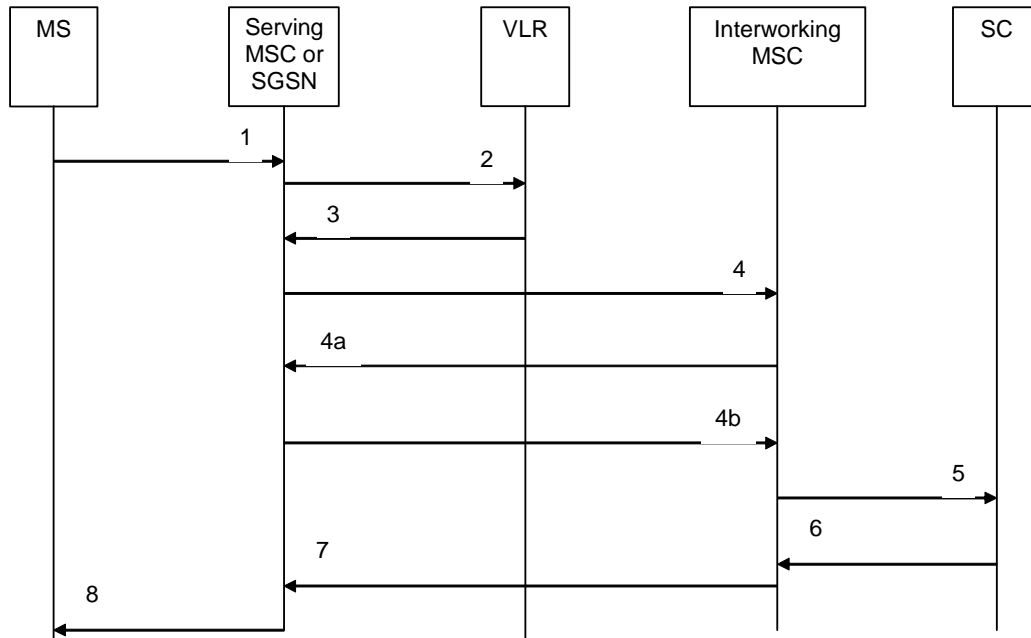 MS
Serving
MSC or
SGSN
VLR
Interworking
MSC
SC
1
2
3
4
4a
4b
5
6
7
8